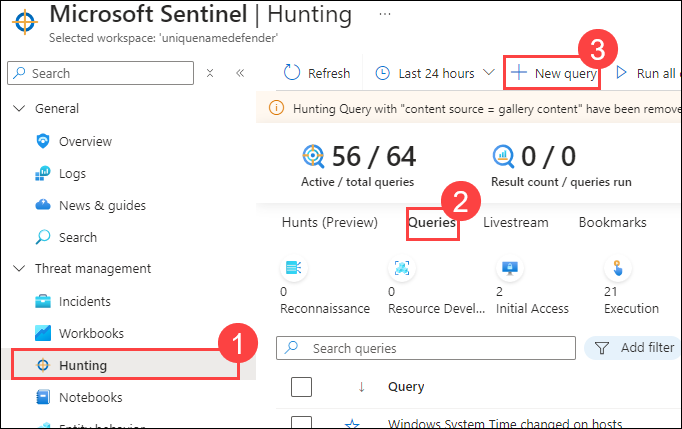 Microsoft Sentinel | Hunting ...
Selected workspace: 'uniquenamedefender'
Search
Refresh
Last 24 hours
New query
Run all
3
General
Overview
Logs
News & guides
Search
Threat management
Incidents
Workbooks
Hunting
1
Notebooks
Entity behavior
Hunting Query with "content source = gallery content" have been remove
56 / 64
Active / total queries
0 / 0
Result count / queries run
2
Hunts (Preview)
Queries
Livestream
Bookmarks
0
Reconnaissance
0
Resource Devel...
2
Initial Access
21
Execution
Search queries
Add filter
Query
Windows System Time changed on hosts